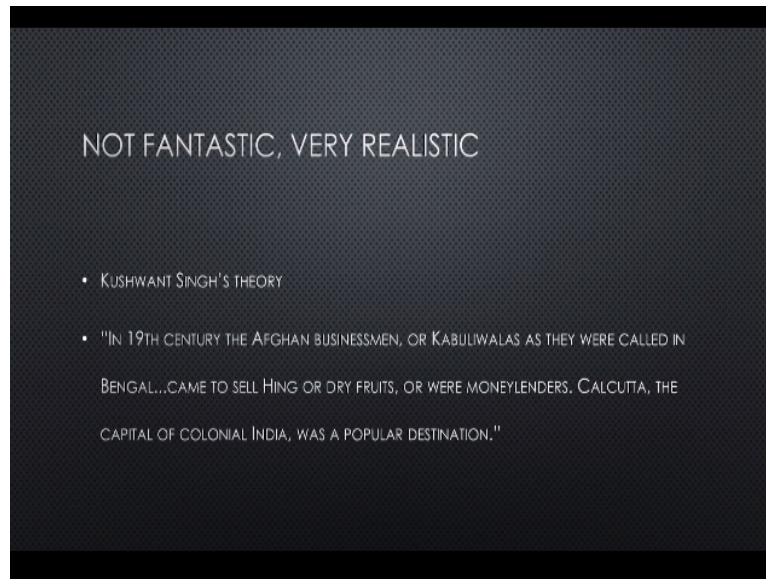 NOT FANTASTIC, VERY REALISTIC
• KUSHWANT SINGH'S THEORY
• "IN 19TH CENTURY THE AFGHAN BUSINESSMEN, OR KABULIWALAS AS THEY WERE CALLED IN
BENGAL...CAME TO SELL HING OR DRY FRUITS, OR WERE MONEYLENDERS. CALCUTTA, THE
CAPITAL OF COLONIAL INDIA, WAS A POPULAR DESTINATION."